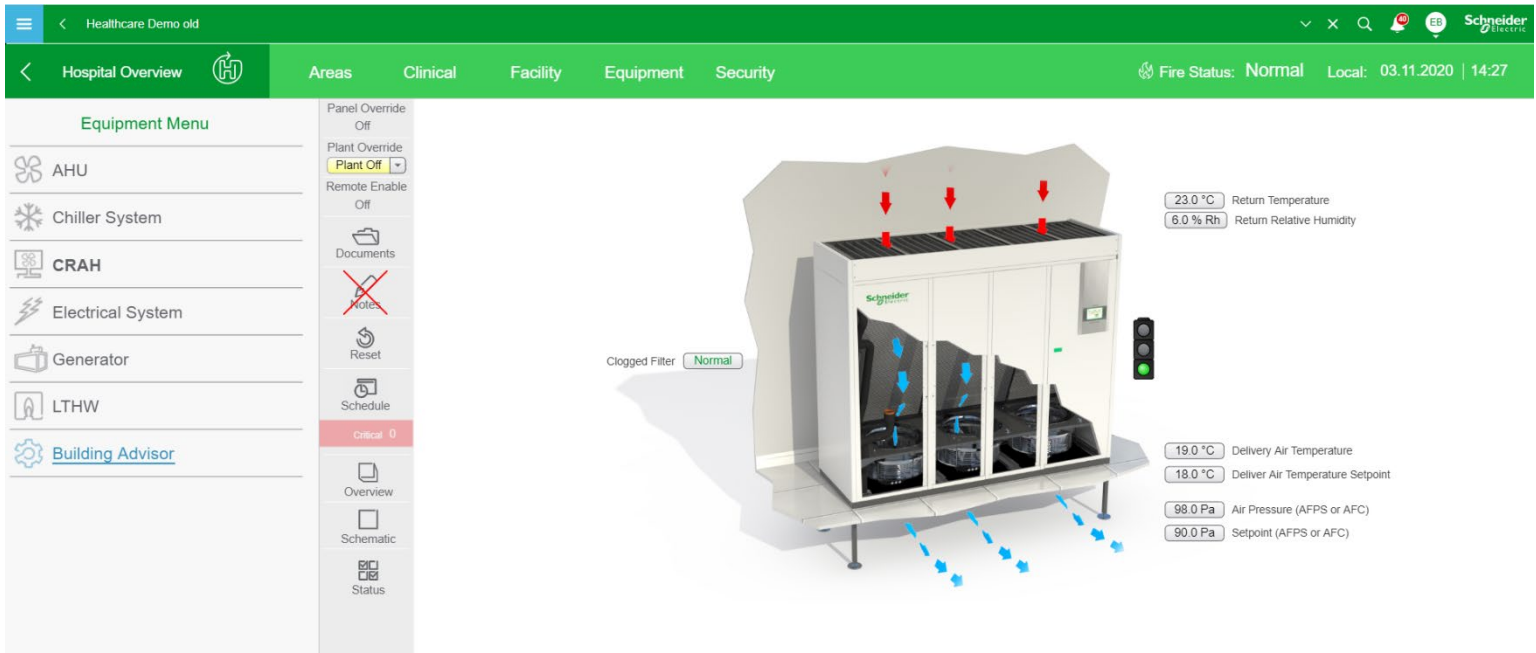 Healthcare Demo old
40
EB
Schneider Electric
Hospital Overview
H
Areas
Clinical
Facility
Equipment
Security
Fire Status: Normal
Local: 03.11.2020 | 14:27
Equipment Menu
AHU
Chiller System
CRAH
Electrical System
Generator
LTHW
Building Advisor
Panel Override
Off
Plant Override
Plant Off
Remote Enable
Off
Documents
Notes
Reset
Schedule
Critical 0
Overview
Schematic
Status
Clogged Filter Normal
Schneider Electric
23.0 °C Return Temperature
6.0 % Rh Return Relative Humidity
19.0 °C Delivery Air Temperature
18.0 °C Deliver Air Temperature Setpoint
98.0 Pa Air Pressure (AFPS or AFC)
90.0 Pa Setpoint (AFPS or AFC)